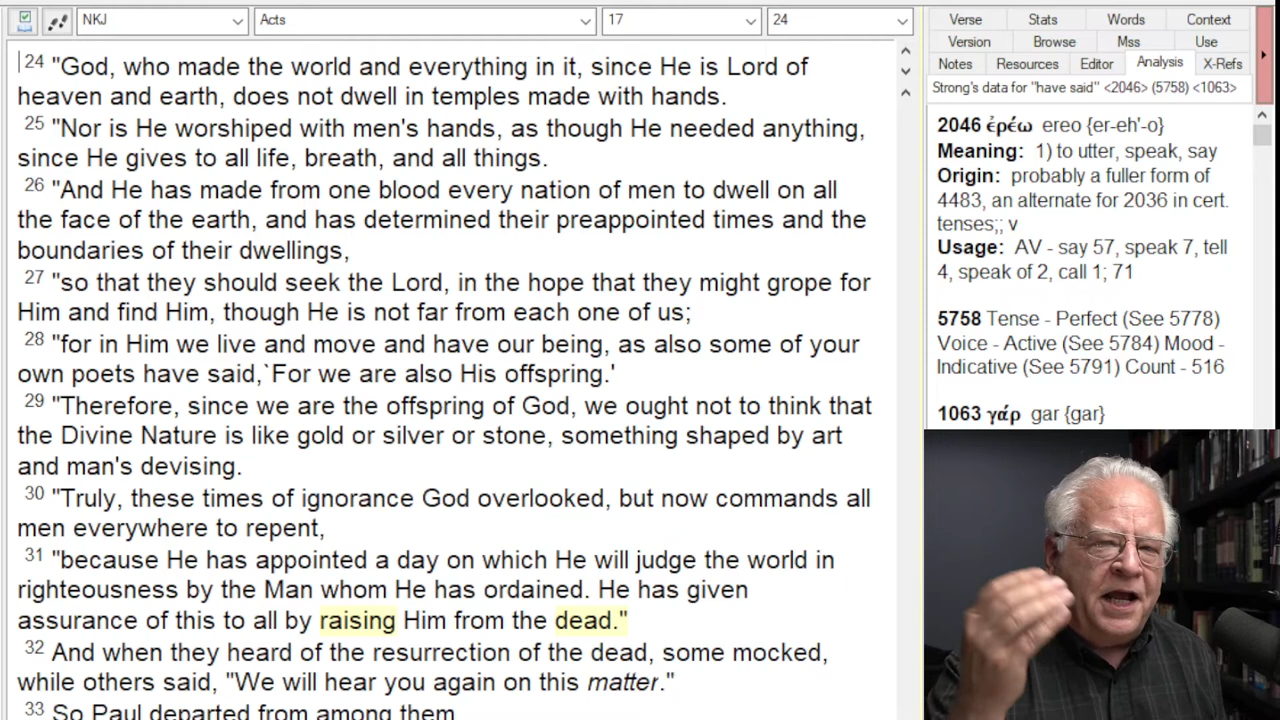 NKJ Acts 17 24
24 "God, who made the world and everything in it, since He is Lord of
heaven and earth, does not dwell in temples made with hands.
25 "Nor is He worshiped with men's hands, as though He needed anything,
since He gives to all life, breath, and all things.
26 "And He has made from one blood every nation of men to dwell on all
the face of the earth, and has determined their preappointed times and the
boundaries of their dwellings,
27 "so that they should seek the Lord, in the hope that they might grope for
Him and find Him, though He is not far from each one of us;
28 "for in Him we live and move and have our being, as also some of your
own poets have said,`For we are also His offspring.'
29 "Therefore, since we are the offspring of God, we ought not to think that
the Divine Nature is like gold or silver or stone, something shaped by art
and man's devising.
30 "Truly, these times of ignorance God overlooked, but now commands all
men everywhere to repent,
31 "because He has appointed a day on which He will judge the world in
righteousness by the Man whom He has ordained. He has given
assurance of this to all by raising Him from the dead."
32 And when they heard of the resurrection of the dead, some mocked,
while others said, "We will hear you again on this matter."
33 So Paul departed from among them
Verse Stats Words Context
Version Browse Mss Use
Notes Resources Editor Analysis X-Refs
Strong's data for "have said" <2046> (5758) <1063>
2046 ἐρέω ereo {er-eh'-o}
Meaning: 1) to utter, speak, say
Origin: probably a fuller form of
4483, an alternate for 2036 in cert.
tenses;; v
Usage: AV - say 57, speak 7, tell
4, speak of 2, call 1; 71
5758 Tense - Perfect (See 5778)
Voice - Active (See 5784) Mood -
Indicative (See 5791) Count - 516
1063 γάρ gar {gar}